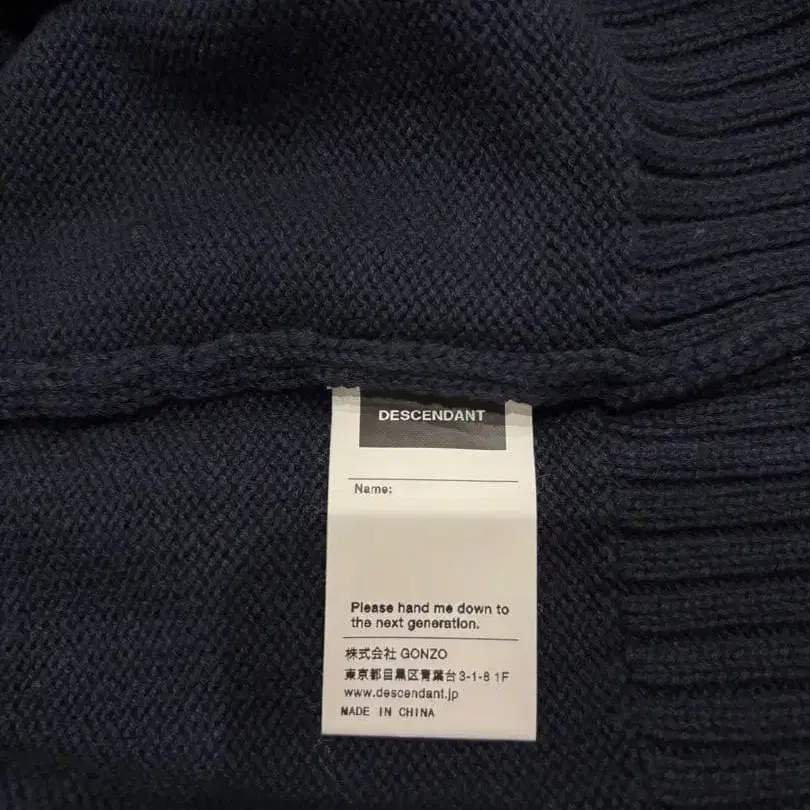 DESCENDANT
Name:
Please hand me down to
the next generation.
株式会社 GONZO
東京都目黒区青葉台3-1-8 1F
www.descendant.jp
MADE IN CHINA